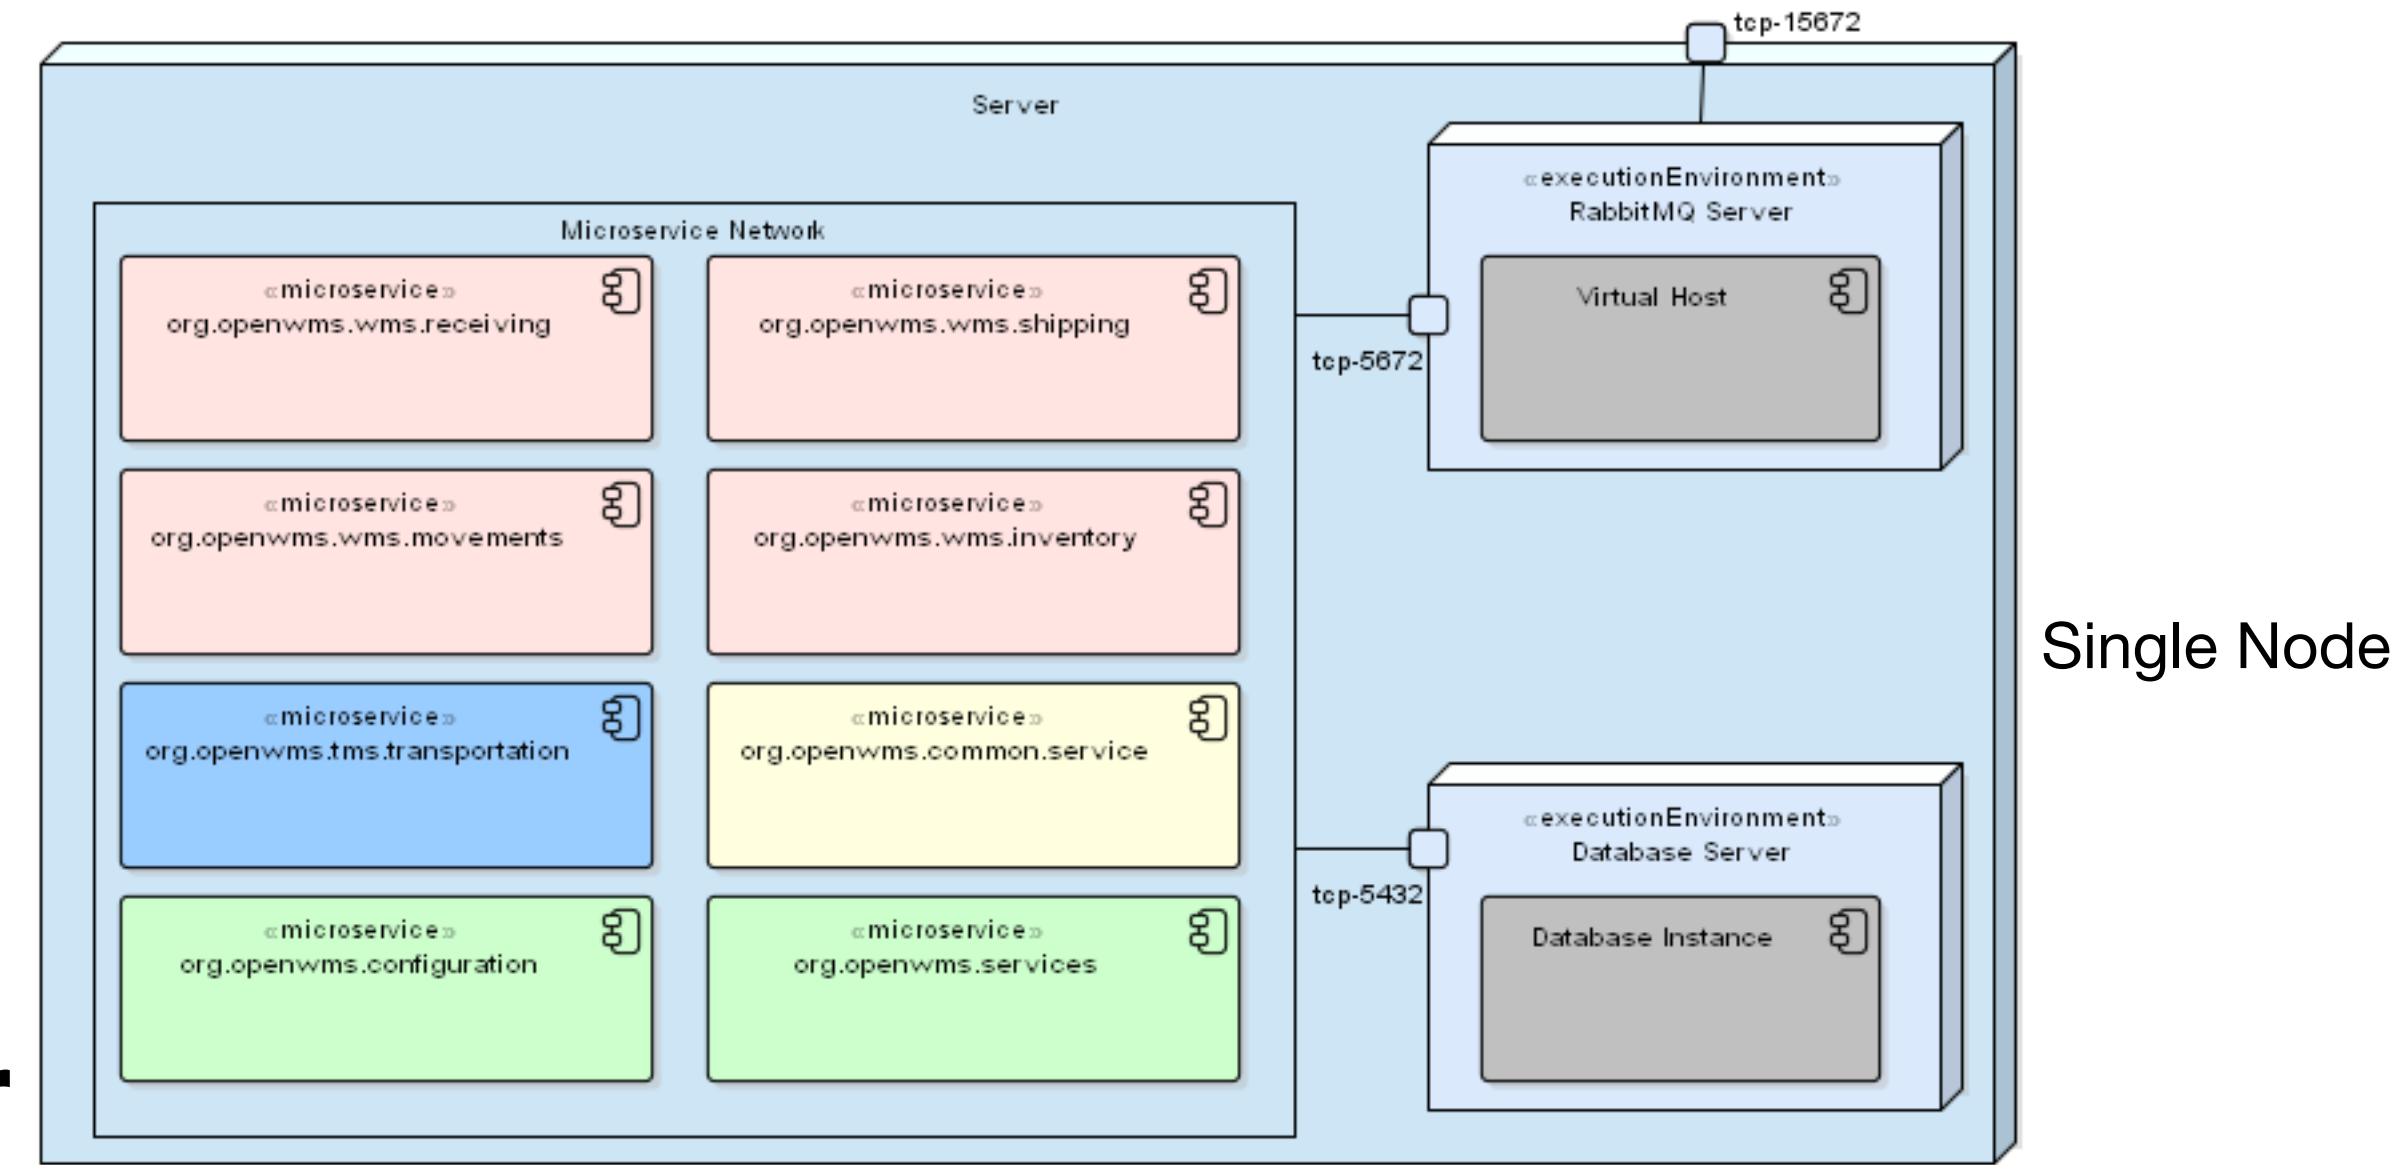 tcp-15672
Server
«executionEnvironment»
RabbitMQ Server
Microservice Network
«microservice»
org.openwms.wms.receiving
«microservice»
org.openwms.wms.shipping
Virtual Host
tcp-5672
«microservice»
org.openwms.wms.movements
«microservice»
org.openwms.wms.inventory
Single Node
«microservice»
org.openwms.tms.transportation
«microservice»
org.openwms.common.service
«executionEnvironment»
Database Server
tcp-5432
«microservice»
org.openwms.configuration
«microservice»
org.openwms.services
Database Instance